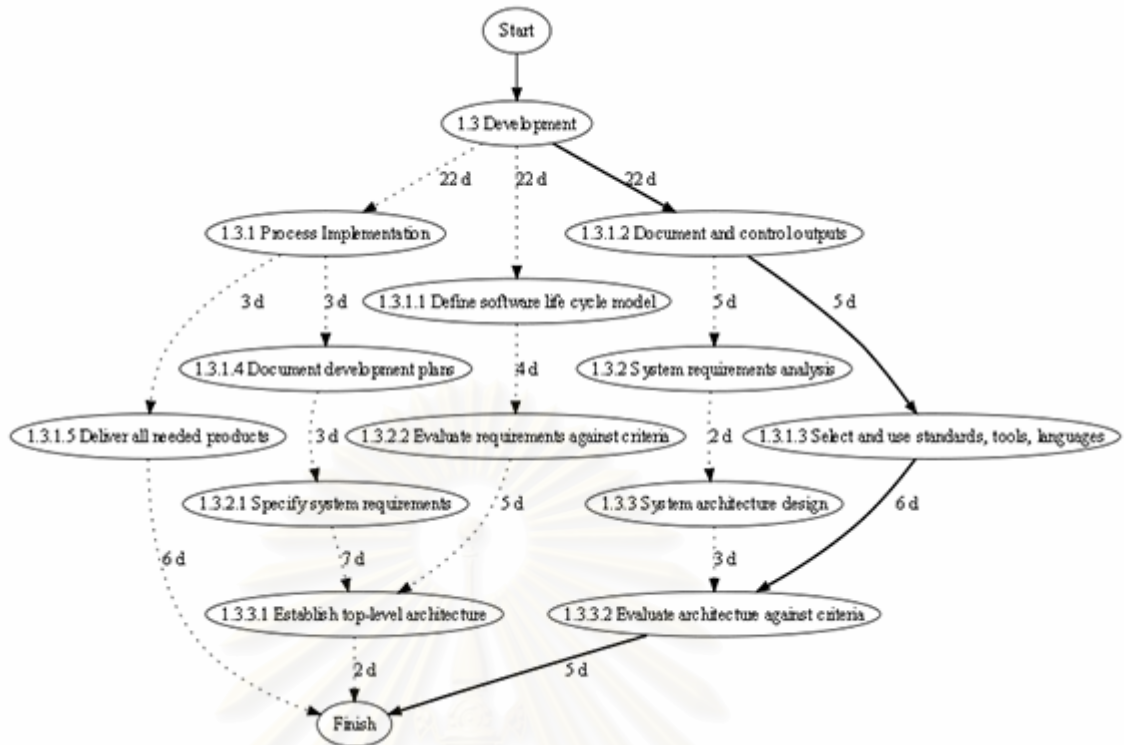 Start
1.3 Development
22 d
22 d
22 d
1.3.1 Process Implementation
1.3.1.2 Document and control outputs
3 d
3 d
1.3.1.1 Define software life cycle model
5 d
5 d
1.3.1.4 Document development plans
4 d
1.3.2 System requirements analysis
1.3.1.5 Deliver all needed products
3 d
1.3.2.2 Evaluate requirements against criteria
2 d
1.3.1.3 Select and use standards, tools, languages
1.3.2.1 Specify system requirements
5 d
1.3.3 System architecture design
6 d
6 d
7 d
3 d
1.3.3.1 Establish top-level architecture
1.3.3.2 Evaluate architecture against criteria
2 d
5 d
Finish